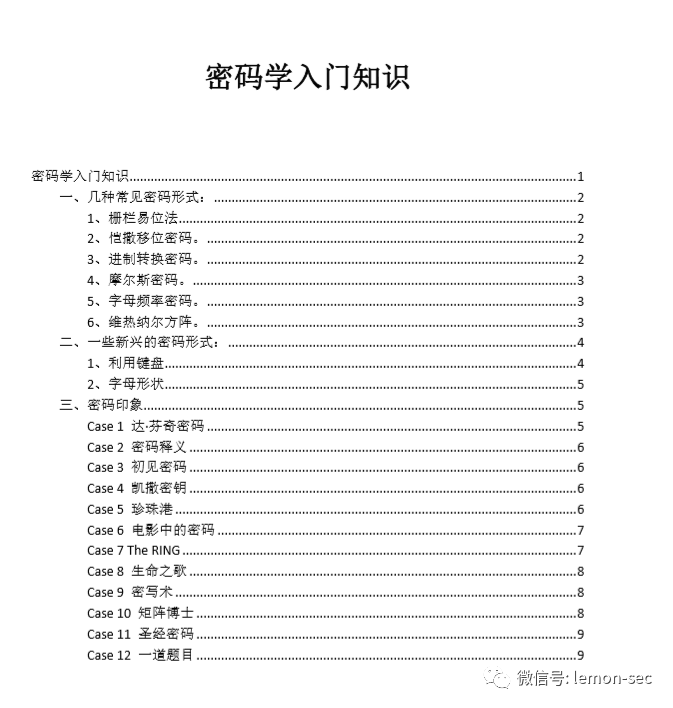 密码学入门知识
密码学入门知识........................................1
一、几种常见密码形式：........................................2
1、栅栏易位法........................................2
2、恺撒移位密码。........................................2
3、进制转换密码。........................................2
4、摩尔斯密码。........................................3
5、字母频率密码。........................................3
6、维热纳尔方阵。........................................3
二、一些新兴的密码形式：........................................4
1、利用键盘........................................4
2、字母形状........................................5
三、密码印象........................................5
Case 1 达·芬奇密码........................................5
Case 2 密码释义........................................6
Case 3 初见密码........................................6
Case 4 凯撒密钥........................................6
Case 5 珍珠港........................................6
Case 6 电影中的密码........................................7
Case 7 The RING........................................7
Case 8 生命之歌........................................8
Case 9 密写术........................................8
Case 10 矩阵博士........................................8
Case 11 圣经密码........................................9
Case 12 一道题目........................................9
微信号: lemon-sec